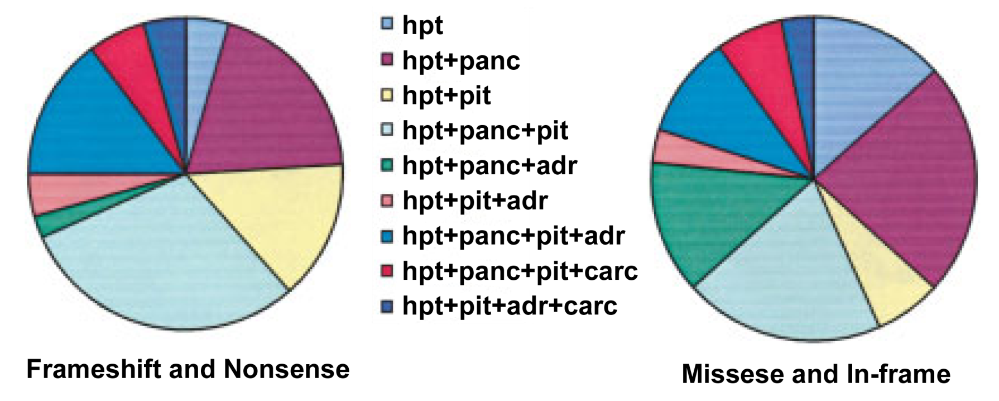 hpt
hpt+panc
hpt+pit
hpt+panc+pit
hpt+panc+adr
hpt+pit+adr
hpt+panc+pit+adr
hpt+panc+pit+carc
hpt+pit+adr+carc
Frameshift and Nonsense
Missese and In-frame